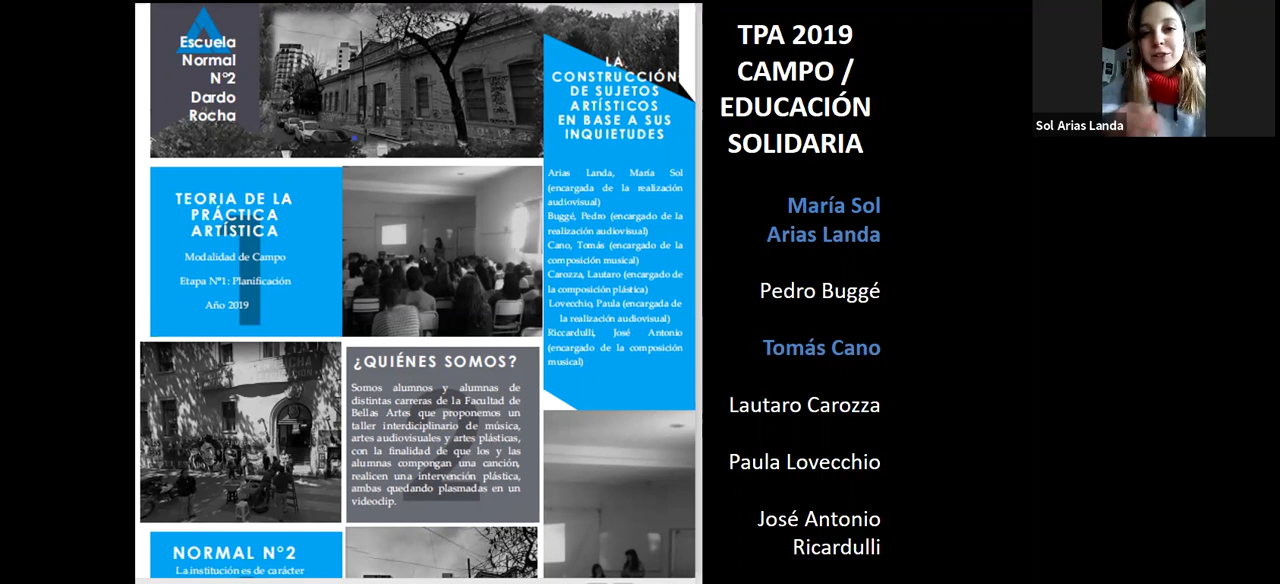 Escuela
Normal
N°2
Dardo
Rocha
LA
CONSTRUCCIÓN
DE SUJETOS
ARTÍSTICOS
EN BASE A SUS
INQUIETUDES
Arias Landa, María Sol
(encargada de la realización
audiovisual)
Buggé, Pedro (encargado de la
realización audiovisual)
Cano, Tomás (encargado de la
composición musical)
Carozza, Lautaro (encargado de
la composición plástica)
Lovecchio, Paula (encargada de
la realización audiovisual)
Riccardulli, José Antonio
(encargado de la composición
musical)
TEORIA DE LA
PRÁCTICA
ARTÍSTICA
1
Modalidad de Campo
Etapa Nº1: Planificación
Año 2019
¿QUIÉNES SOMOS?
2
Somos alumnos y alumnas de
distintas carreras de la Facultad de
Bellas Artes que proponemos un
taller interdisciplinario de música,
artes audiovisuales y artes plásticas,
con la finalidad de que los y las
alumnas compongan una canción,
realicen una intervención plástica,
ambas quedando plasmadas en un
videoclip.
NORMAL N°2
La institución es de carácter
TPA 2019
CAMPO /
EDUCACIÓN
SOLIDARIA
María Sol
Arias Landa
Pedro Buggé
Tomás Cano
Lautaro Carozza
Paula Lovecchio
José Antonio
Ricardulli
Sol Arias Landa